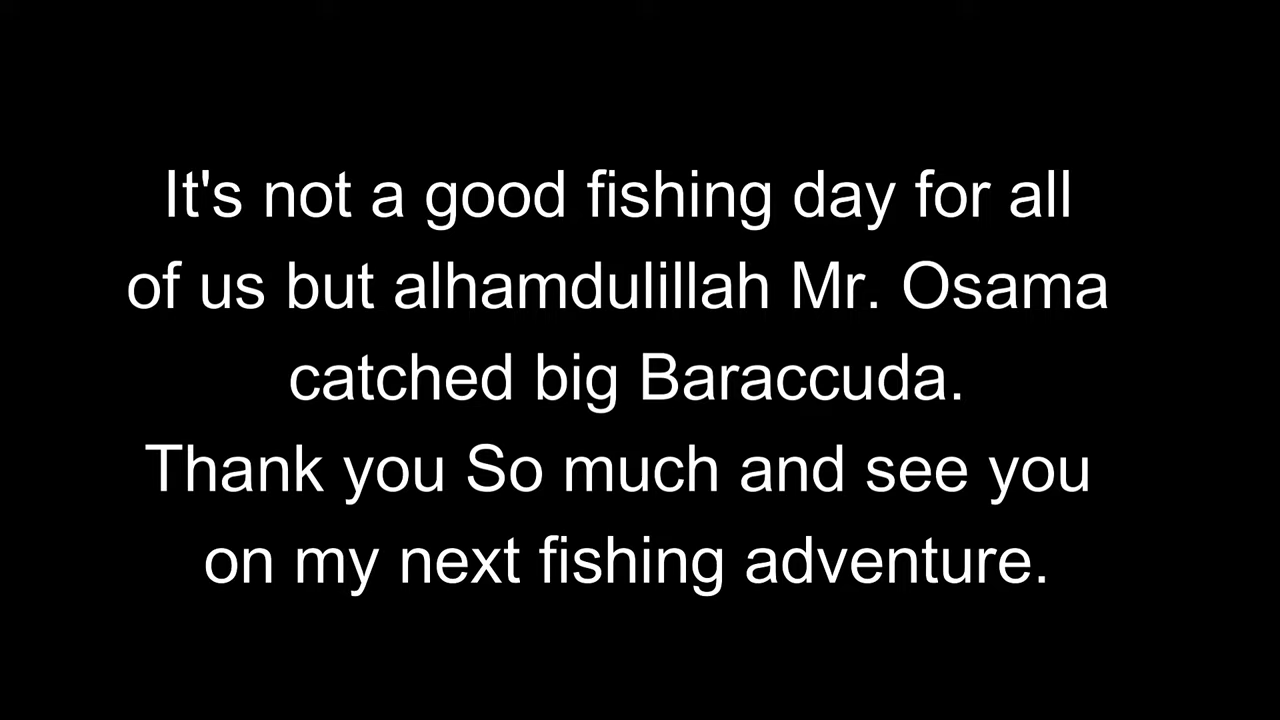 It's not a good fishing day for all
of us but alhamdulillah Mr. Osama
catched big Baraccuda.
Thank you So much and see you
on my next fishing adventure.